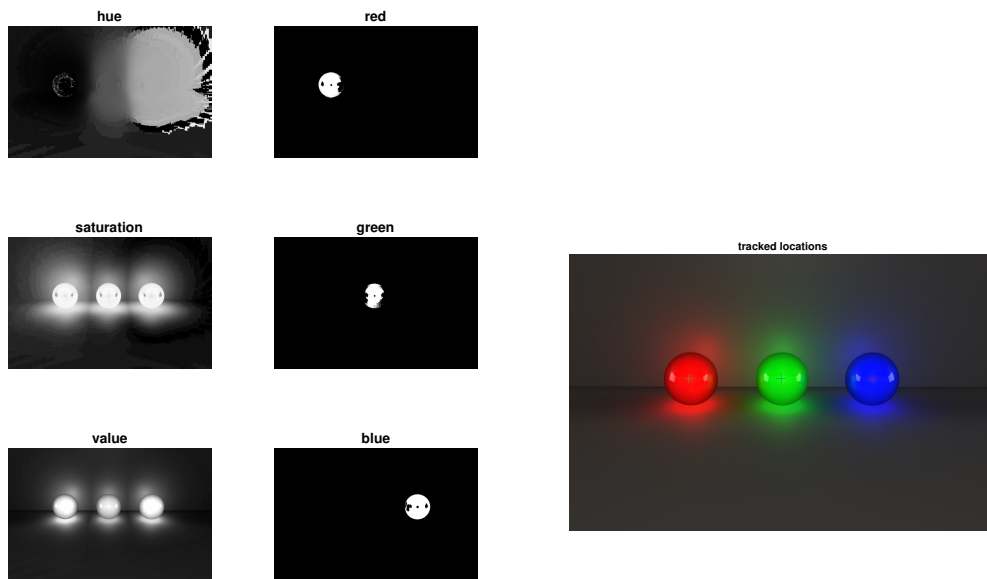 hue
red
saturation
green
tracked locations
value
blue